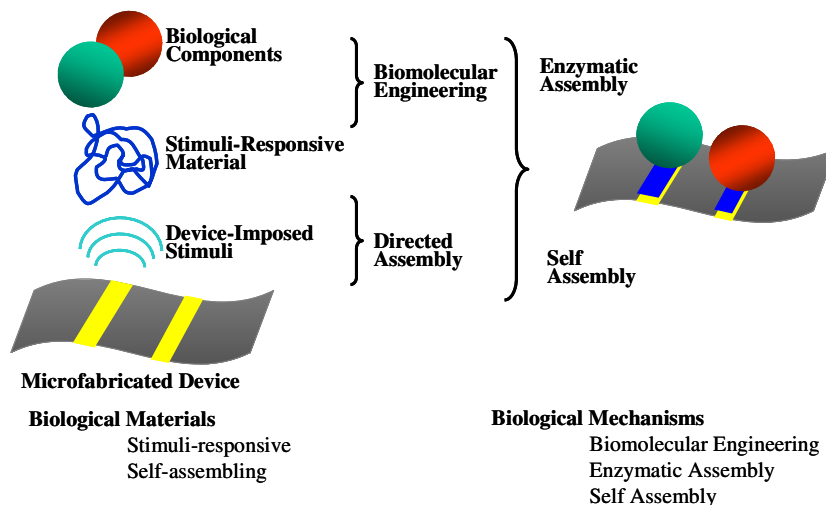 Biological
Components
Biomolecular
Engineering
Enzymatic
Assembly
Stimuli-Responsive
Material
Device-Imposed
Stimuli
Directed
Assembly
Self
Assembly
Microfabricated Device
Biological Materials
Stimuli-responsive
Self-assembling
Biological Mechanisms
Biomolecular Engineering
Enzymatic Assembly
Self Assembly